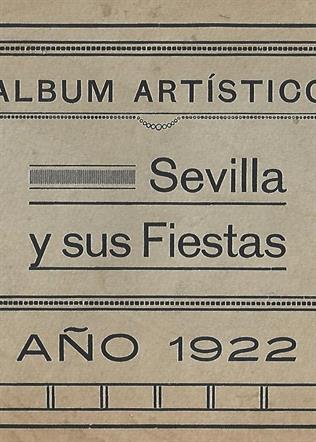 ALBUM ARTÍSTICO
Sevilla
y sus Fiestas
AÑO 1922